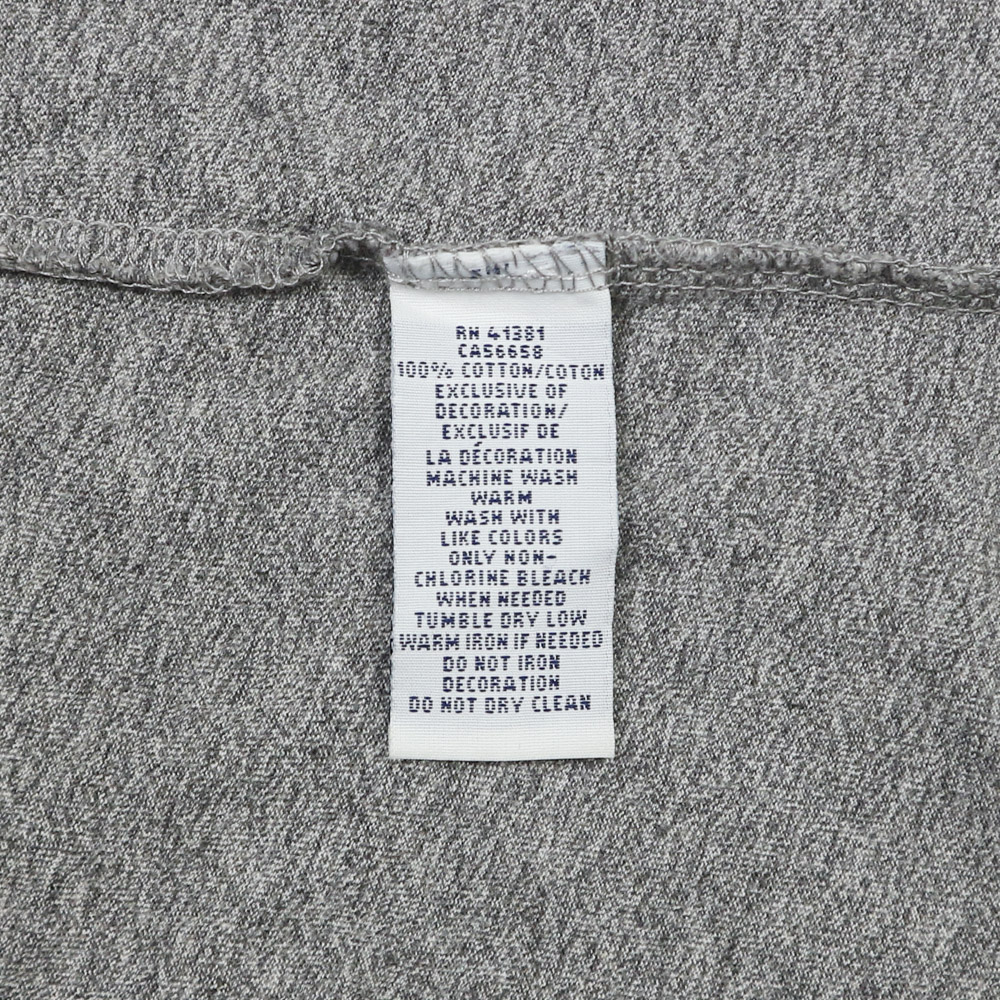 RN 41381
CA56658
100% COTTON/COTON
EXCLUSIVE OF
DECORATION/
EXCLUSIF DE
LA DÉCORATION
MACHINE WASH
WARM
WASH WITH
LIKE COLORS
ONLY NON-
CHLORINE BLEACH
WHEN NEEDED
TUMBLE DRY LOW
WARM IRON IF NEEDED
DO NOT IRON
DECORATION
DO NOT DRY CLEAN